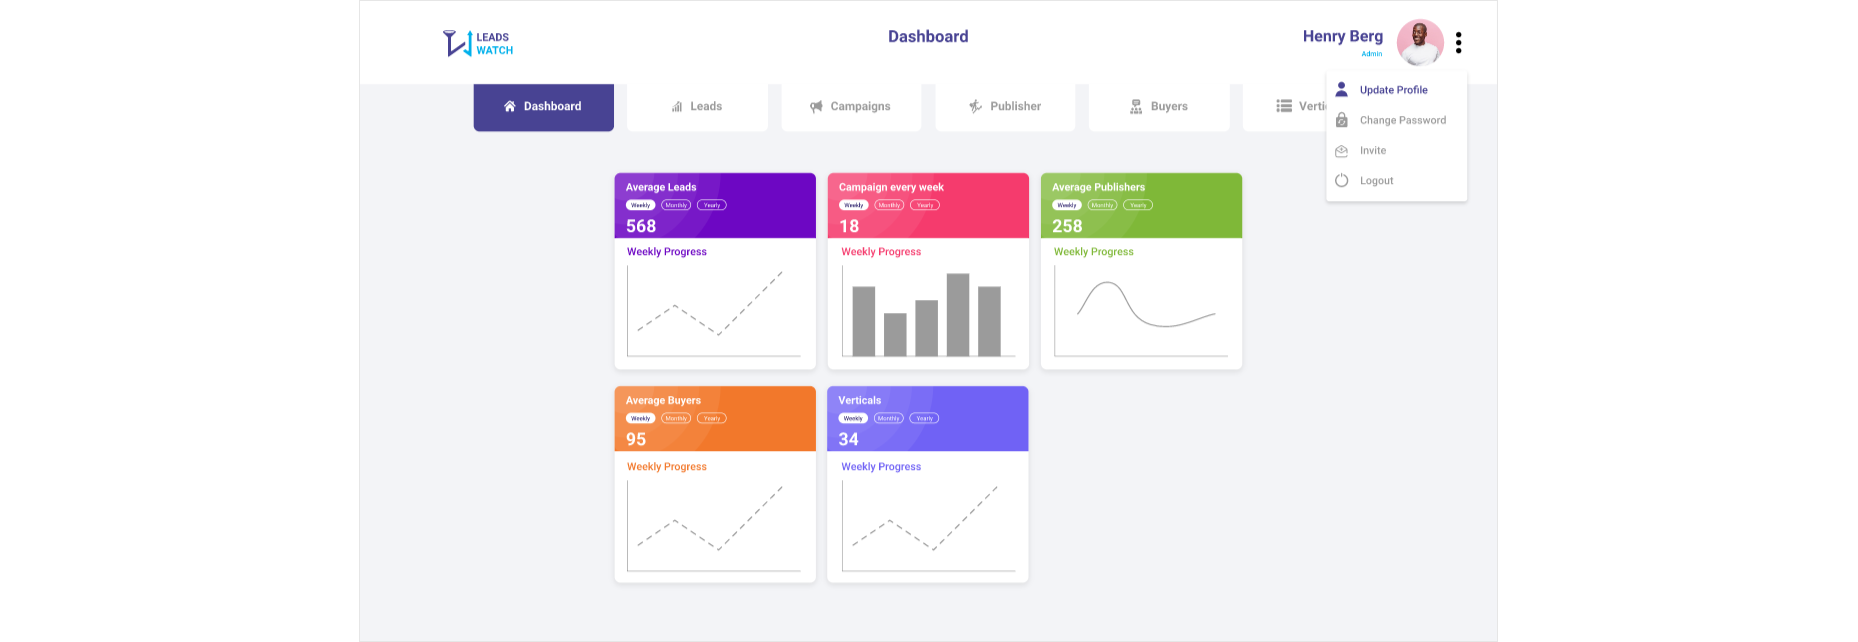 LEADS
WATCH
Dashboard
Henry Berg
Admin
Update Profile
Change Password
Invite
Logout
Dashboard
Leads
Campaigns
Publisher
Buyers
Verti
Average Leads
Weekly Monthly Yearly
568
Weekly Progress
Campaign every week
Weekly Monthly Yearly
18
Weekly Progress
Average Publishers
Weekly Monthly Yearly
258
Weekly Progress
Average Buyers
Weekly Monthly Yearly
95
Weekly Progress
Verticals
Weekly Monthly Yearly
34
Weekly Progress